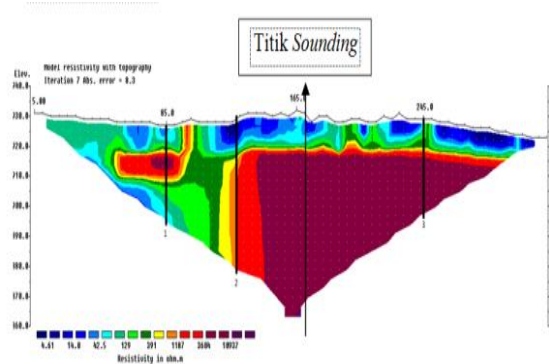 Titik Sounding
Model resistivity with topography
Iteration 7 Abs. error = 8.3
Elev.
240.0
5.00
85.0
165.0
245.0
230.0
220.0
210.0
200.0
190.0
180.0
170.0
160.0
1
2
3
4.61 14.0 42.5 129 391 1187 3604 10937
Resistivity in ohm.m